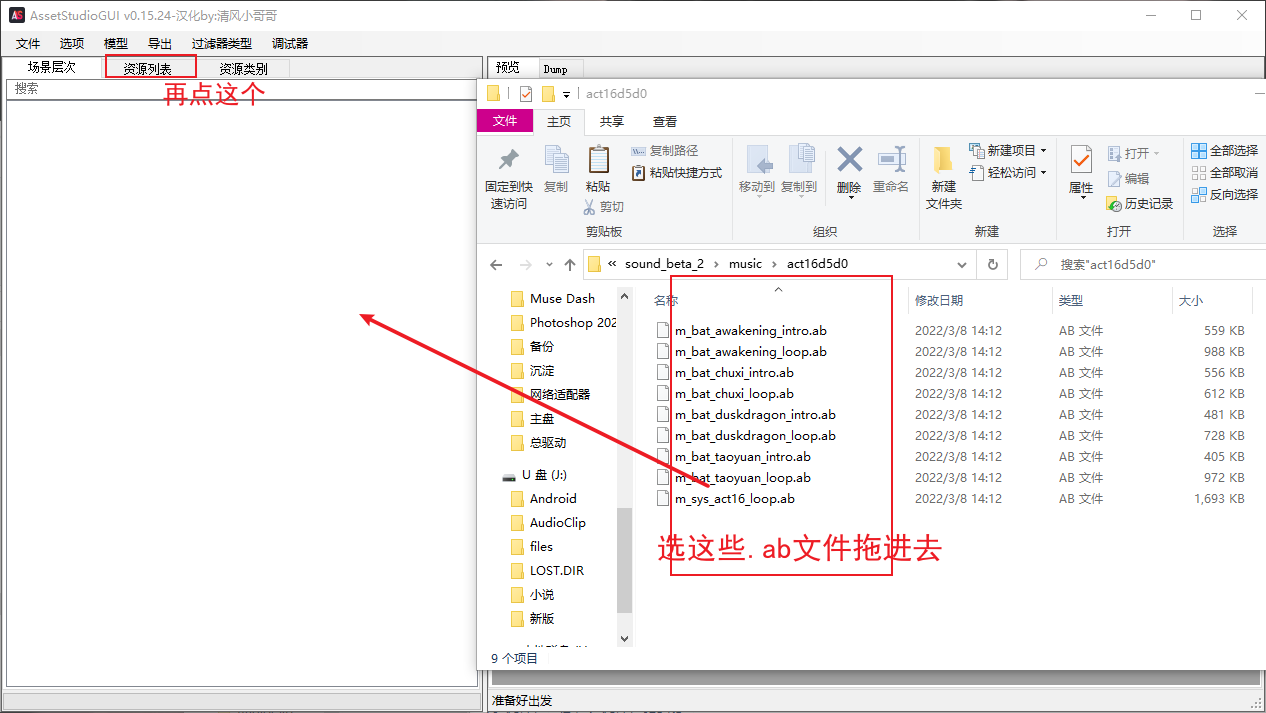 AssetStudioGUI v0.15.24-汉化by:清风小哥哥
文件 选项 模型 导出 过滤器类型 调试器
场景层次 资源列表 资源类别
搜索
再点这个
预览 Dump
act16d5d0
文件 主页 共享 查看
固定到快速访问
复制
粘贴
复制路径
粘贴快捷方式
剪切
剪贴板
移动到 复制到 删除 重命名
组织
新建文件夹
新建项目
轻松访问
新建
属性
打开
编辑
历史记录
打开
全部选择
全部取消
反向选择
选择
« sound_beta_2 › music › act16d5d0
搜索"act16d5d0"
Muse Dash
Photoshop 202
备份
沉淀
网络适配器
主盘
总驱动
U 盘 (J:)
Android
AudioClip
files
LOST.DIR
小说
新版
名称 修改日期 类型 大小
m_bat_awakening_intro.ab 2022/3/8 14:12 AB 文件 559 KB
m_bat_awakening_loop.ab 2022/3/8 14:12 AB 文件 988 KB
m_bat_chuxi_intro.ab 2022/3/8 14:12 AB 文件 556 KB
m_bat_chuxi_loop.ab 2022/3/8 14:12 AB 文件 612 KB
m_bat_duskdragon_intro.ab 2022/3/8 14:12 AB 文件 481 KB
m_bat_duskdragon_loop.ab 2022/3/8 14:12 AB 文件 728 KB
m_bat_taoyuan_intro.ab 2022/3/8 14:12 AB 文件 405 KB
m_bat_taoyuan_loop.ab 2022/3/8 14:12 AB 文件 972 KB
m_sys_act16_loop.ab 2022/3/8 14:12 AB 文件 1,693 KB
选这些.ab文件拖进去
9 个项目
准备好出发